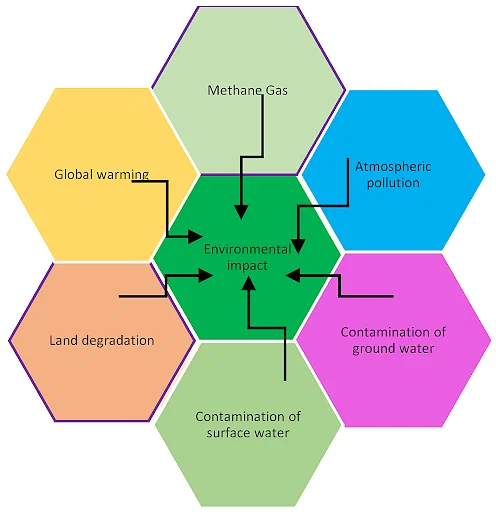 Methane Gas
Global warming
Atmospheric
pollution
Environmental
impact
Land degradation
Contamination of
ground water
Contamination of
surface water